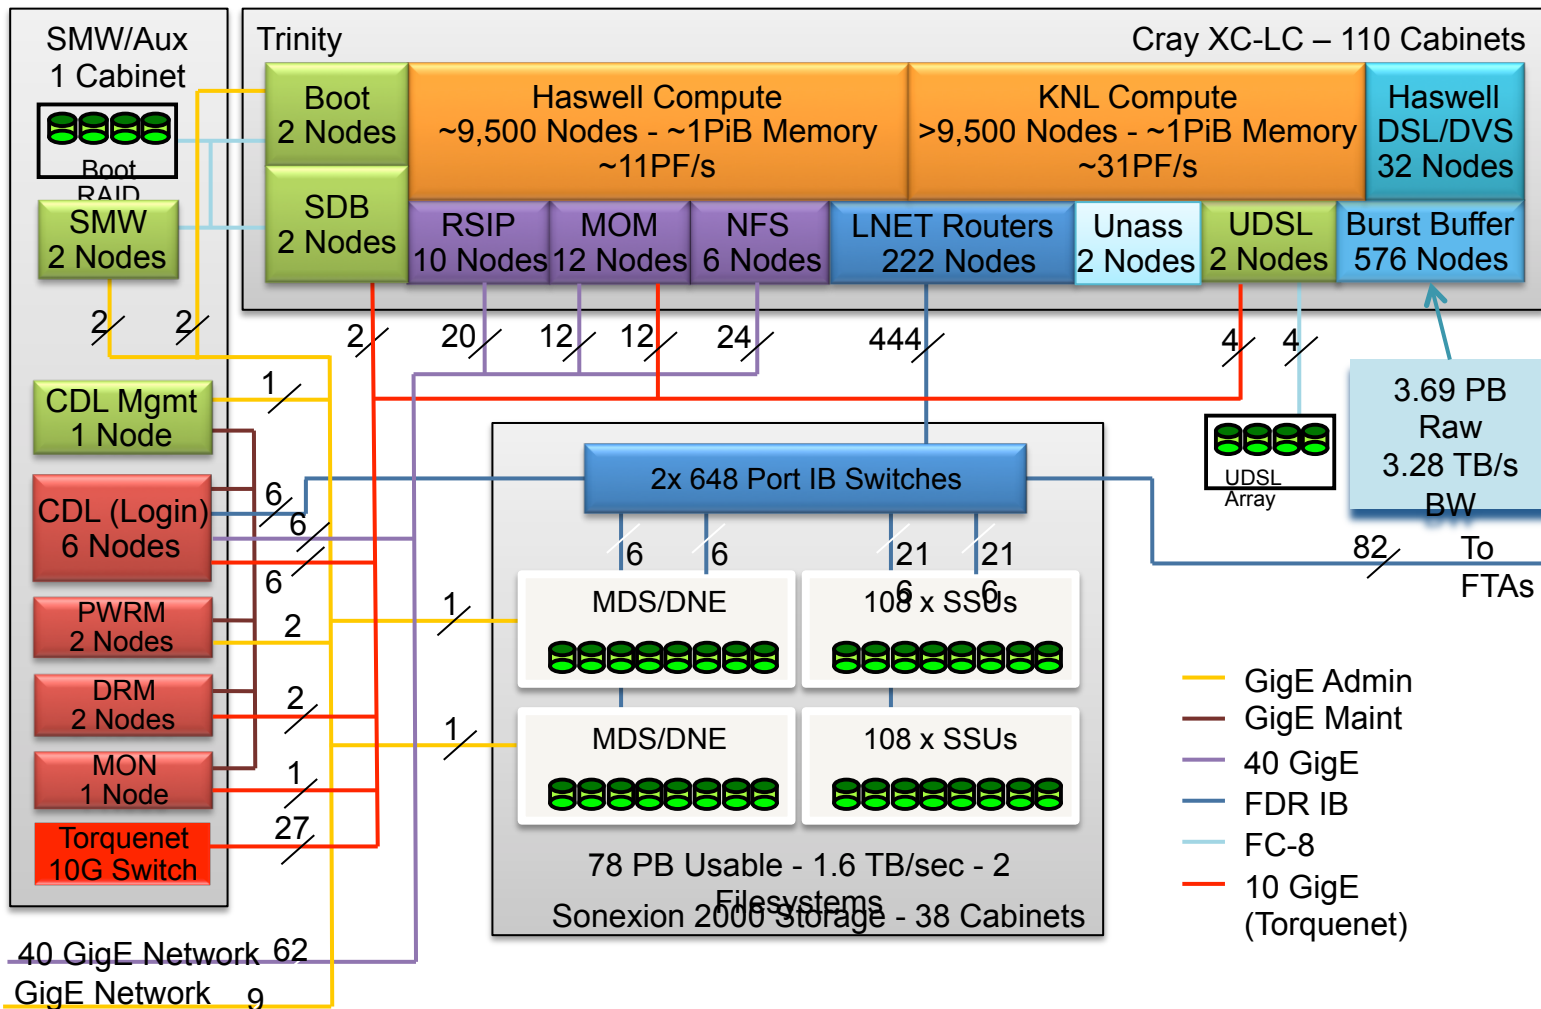 SMW/Aux
1 Cabinet
Boot
RAID
SMW
2 Nodes
2
2
CDL Mgmt
1 Node
1
CDL (Login)
6 Nodes
6
6
6
PWRM
2 Nodes
2
DRM
2 Nodes
2
MON
1 Node
1
Torquenet
10G Switch
27
40 GigE Network
62
GigE Network
9
Trinity
Cray XC-LC – 110 Cabinets
Boot
2 Nodes
Haswell Compute
~9,500 Nodes - ~1PiB Memory
~11PF/s
KNL Compute
>9,500 Nodes - ~1PiB Memory
~31PF/s
Haswell
DSL/DVS
32 Nodes
SDB
2 Nodes
RSIP
10 Nodes
MOM
12 Nodes
NFS
6 Nodes
LNET Routers
222 Nodes
Unass
2 Nodes
UDSL
2 Nodes
Burst Buffer
576 Nodes
2
20
12
12
24
444
4
4
3.69 PB
Raw
3.28 TB/s
BW
UDSL
Array
2x 648 Port IB Switches
6
6
21
6
21
6
82
To
FTAs
1
MDS/DNE
108 x SSUs
1
MDS/DNE
108 x SSUs
78 PB Usable - 1.6 TB/sec - 2
Filesystems
Sonexion 2000 Storage - 38 Cabinets
GigE Admin
GigE Maint
40 GigE
FDR IB
FC-8
10 GigE
(Torquenet)